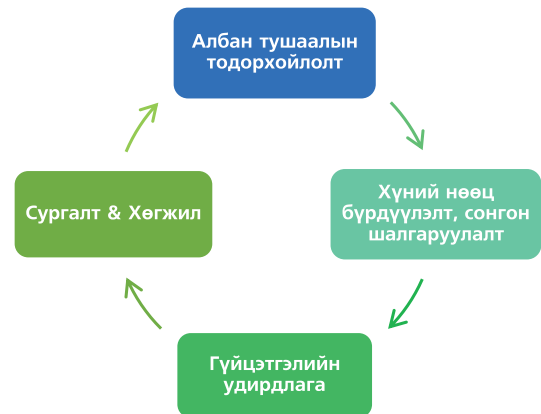 Албан тушаалын
тодорхойлолт
Хүний нөөц
бүрдүүлэлт, сонгон
шалгаруулалт
Гүйцэтгэлийн
удирдлага
Сургалт & Хөгжил